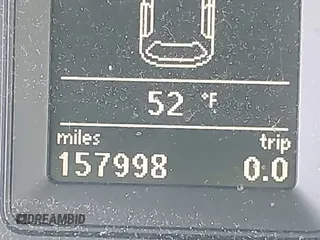 52 °F
miles trip
157998 0.0
DREAMBID